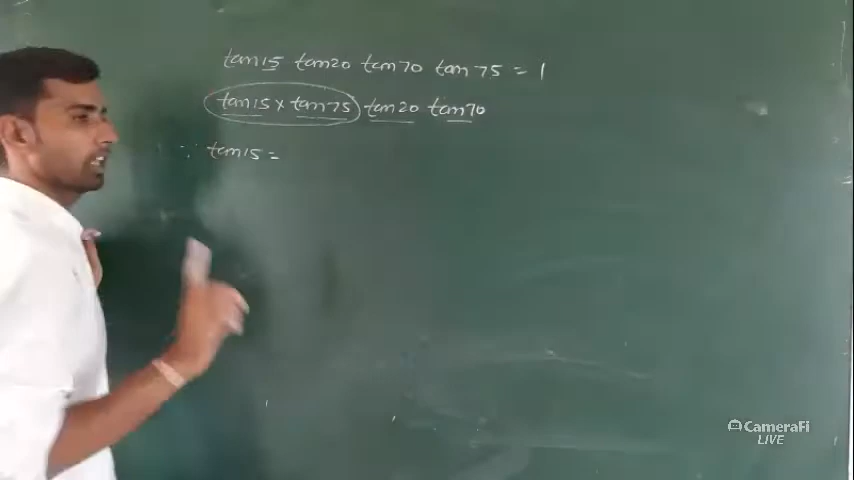 tan15 tan20 tan70 tan75 = 1
tan15 × tan75 tan20 tan70
∵ tan15 =
CameraFi
LIVE